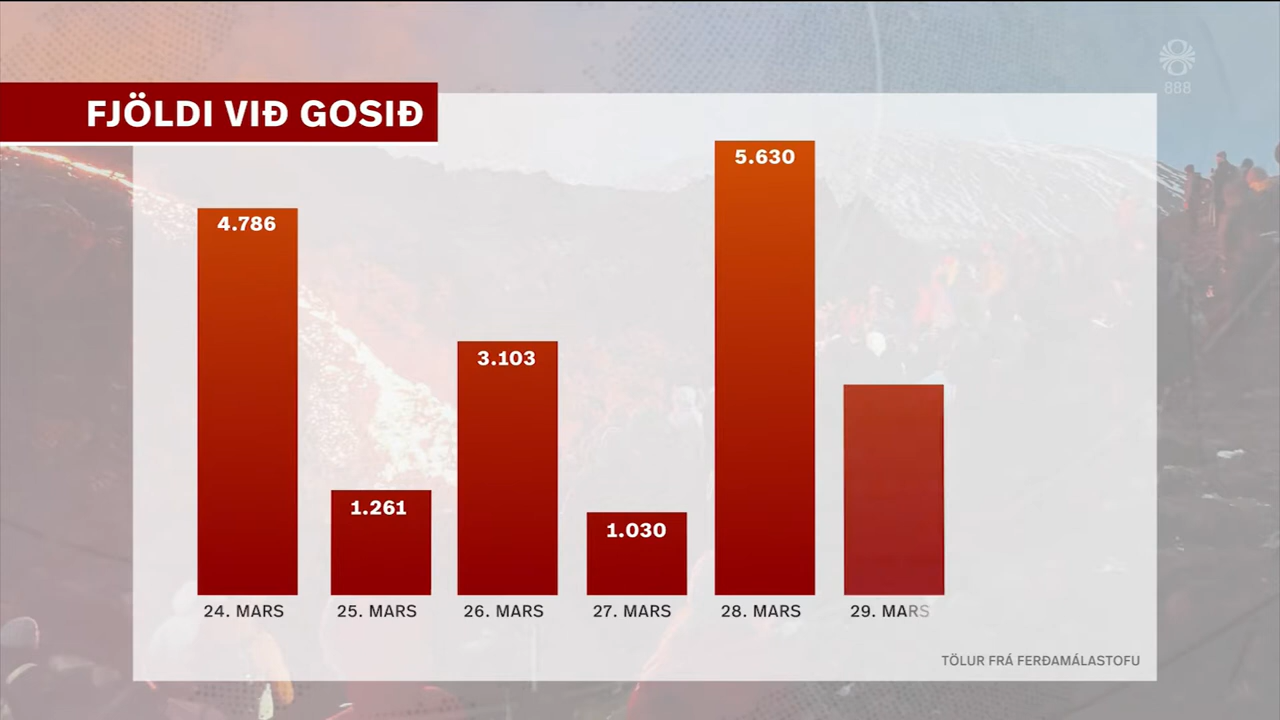 888
FJÖLDI VIÐ GOSIÐ
4.786
1.261
3.103
1.030
5.630
24. MARS
25. MARS
26. MARS
27. MARS
28. MARS
29. MARS
TÖLUR FRÁ FERÐAMÁLASTOFU